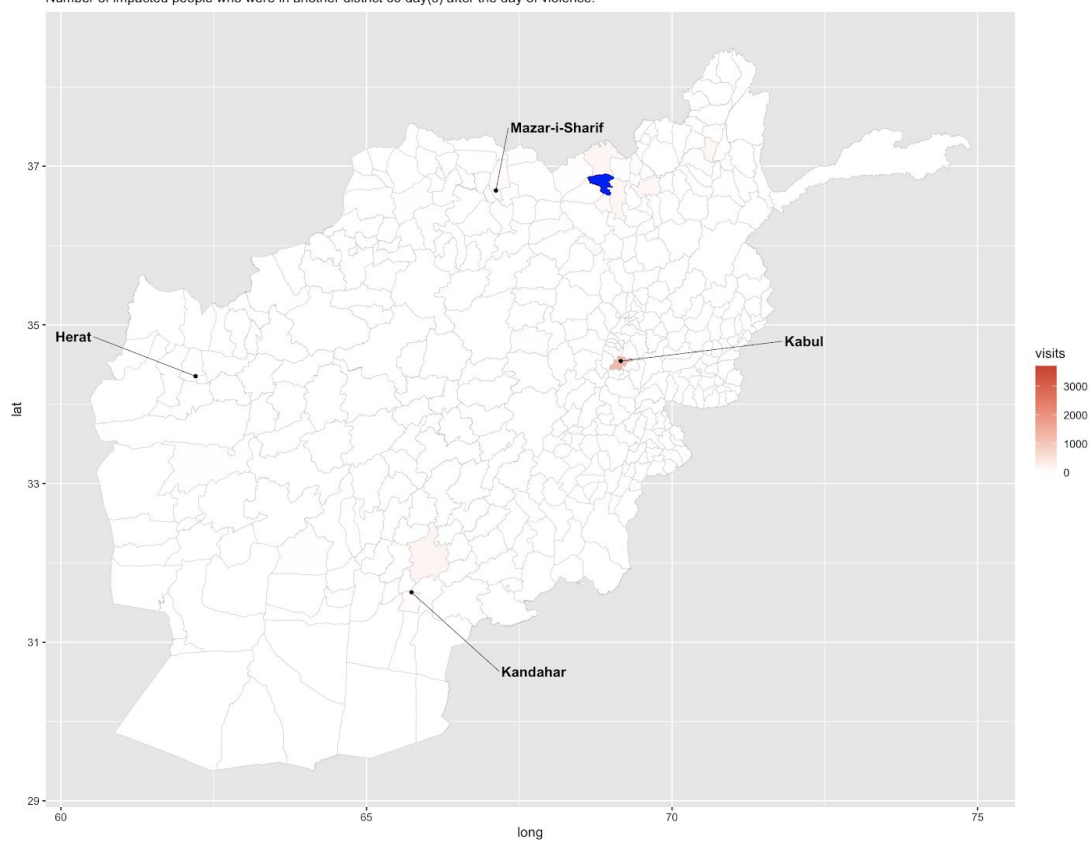 Number of impacted people who were in another district
day(s) after the day of violence.
Mazar-i-Sharif
Herat
Kabul
Kandahar
37
35
33
31
29
lat
60
65
70
75
long
visits
3000
2000
1000
0